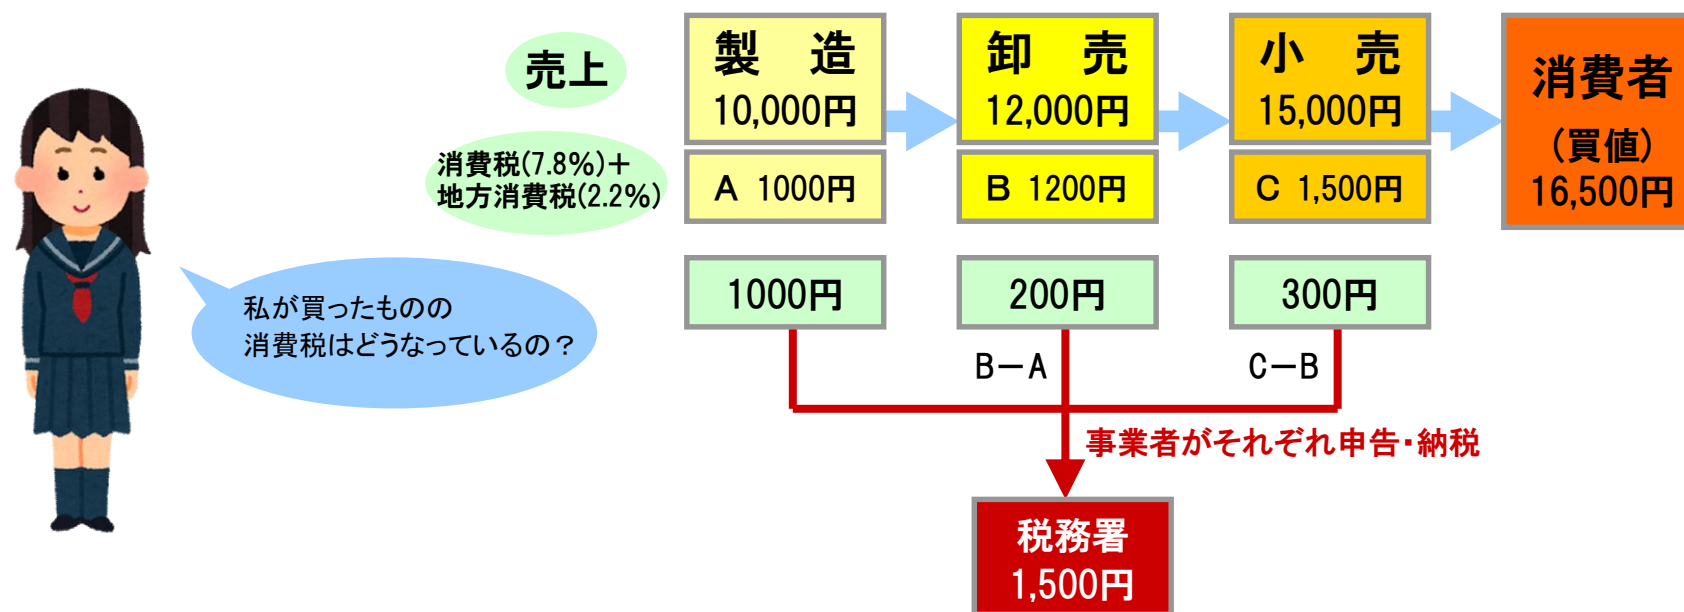 売上
製　造
10,000円
卸　売
12,000円
小　売
15,000円
消費者
(買値)
16,500円
消費税(7.8%)+
地方消費税(2.2%)
A 1000円
B 1200円
C 1,500円
私が買ったものの
消費税はどうなっているの？
1000円
200円
300円
B－A
C－B
事業者がそれぞれ申告・納税
税務署
1,500円